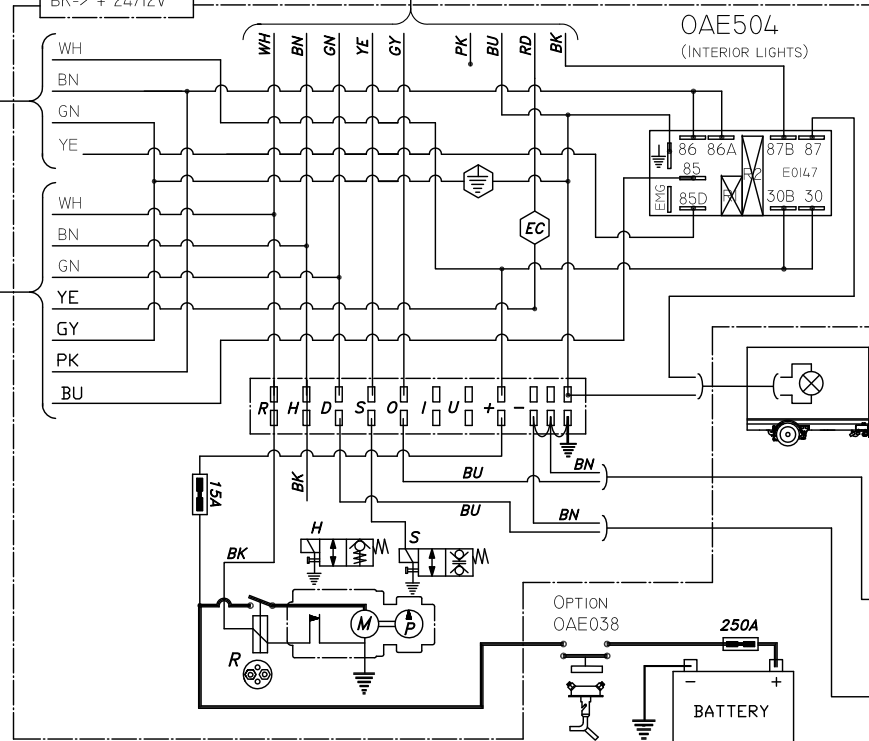 BR-> + 24/12V
WH
BN
GN
YE
WH
BN
GN
YE
GY
PK
BU
WH BN GN YE GY PK BU RD BK
OAE504
(INTERIOR LIGHTS)
86 86A 87B 87
85 R2 E0147
EMG 85D R1 30B 30
EC
R H D S O I U + -
BK
BU BN
BU BN
15A
BK
H
S
M P
R
OPTION
OAE038
250A
- +
BATTERY